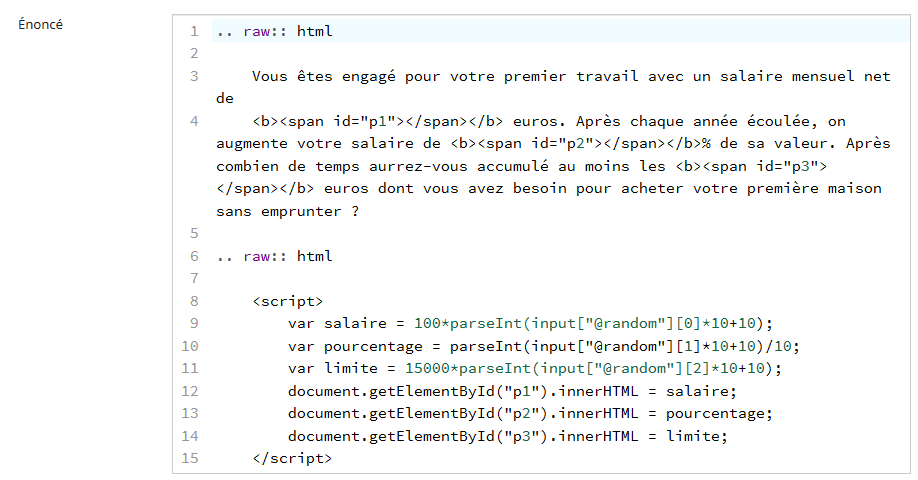 Énoncé
1 .. raw:: html
2
3 Vous êtes engagé pour votre premier travail avec un salaire mensuel net
de
4 <b><span id="p1"></span></b> euros. Après chaque année écoulée, on
augmente votre salaire de <b><span id="p2"></span></b>% de sa valeur. Après
combien de temps aurrez-vous accumulé au moins les <b><span id="p3">
</span></b> euros dont vous avez besoin pour acheter votre première maison
sans emprunter ?
5
6 .. raw:: html
7
8 <script>
9 var salaire = 100*parseInt(input["@random"][0]*10+10);
10 var pourcentage = parseInt(input["@random"][1]*10+10)/10;
11 var limite = 15000*parseInt(input["@random"][2]*10+10);
12 document.getElementById("p1").innerHTML = salaire;
13 document.getElementById("p2").innerHTML = pourcentage;
14 document.getElementById("p3").innerHTML = limite;
15 </script>